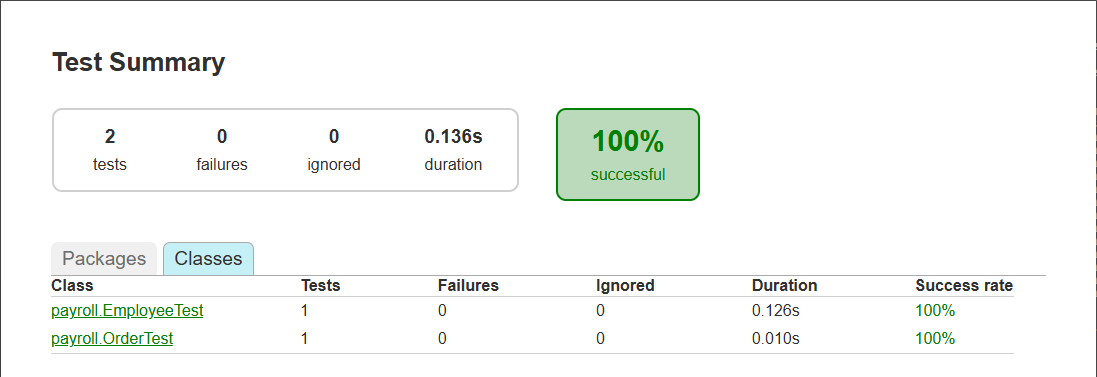 Test Summary
2 0 0 0.136s
tests failures ignored duration
100%
successful
Packages Classes
Class Tests Failures Ignored Duration Success rate
payroll.EmployeeTest 1 0 0 0.126s 100%
payroll.OrderTest 1 0 0 0.010s 100%